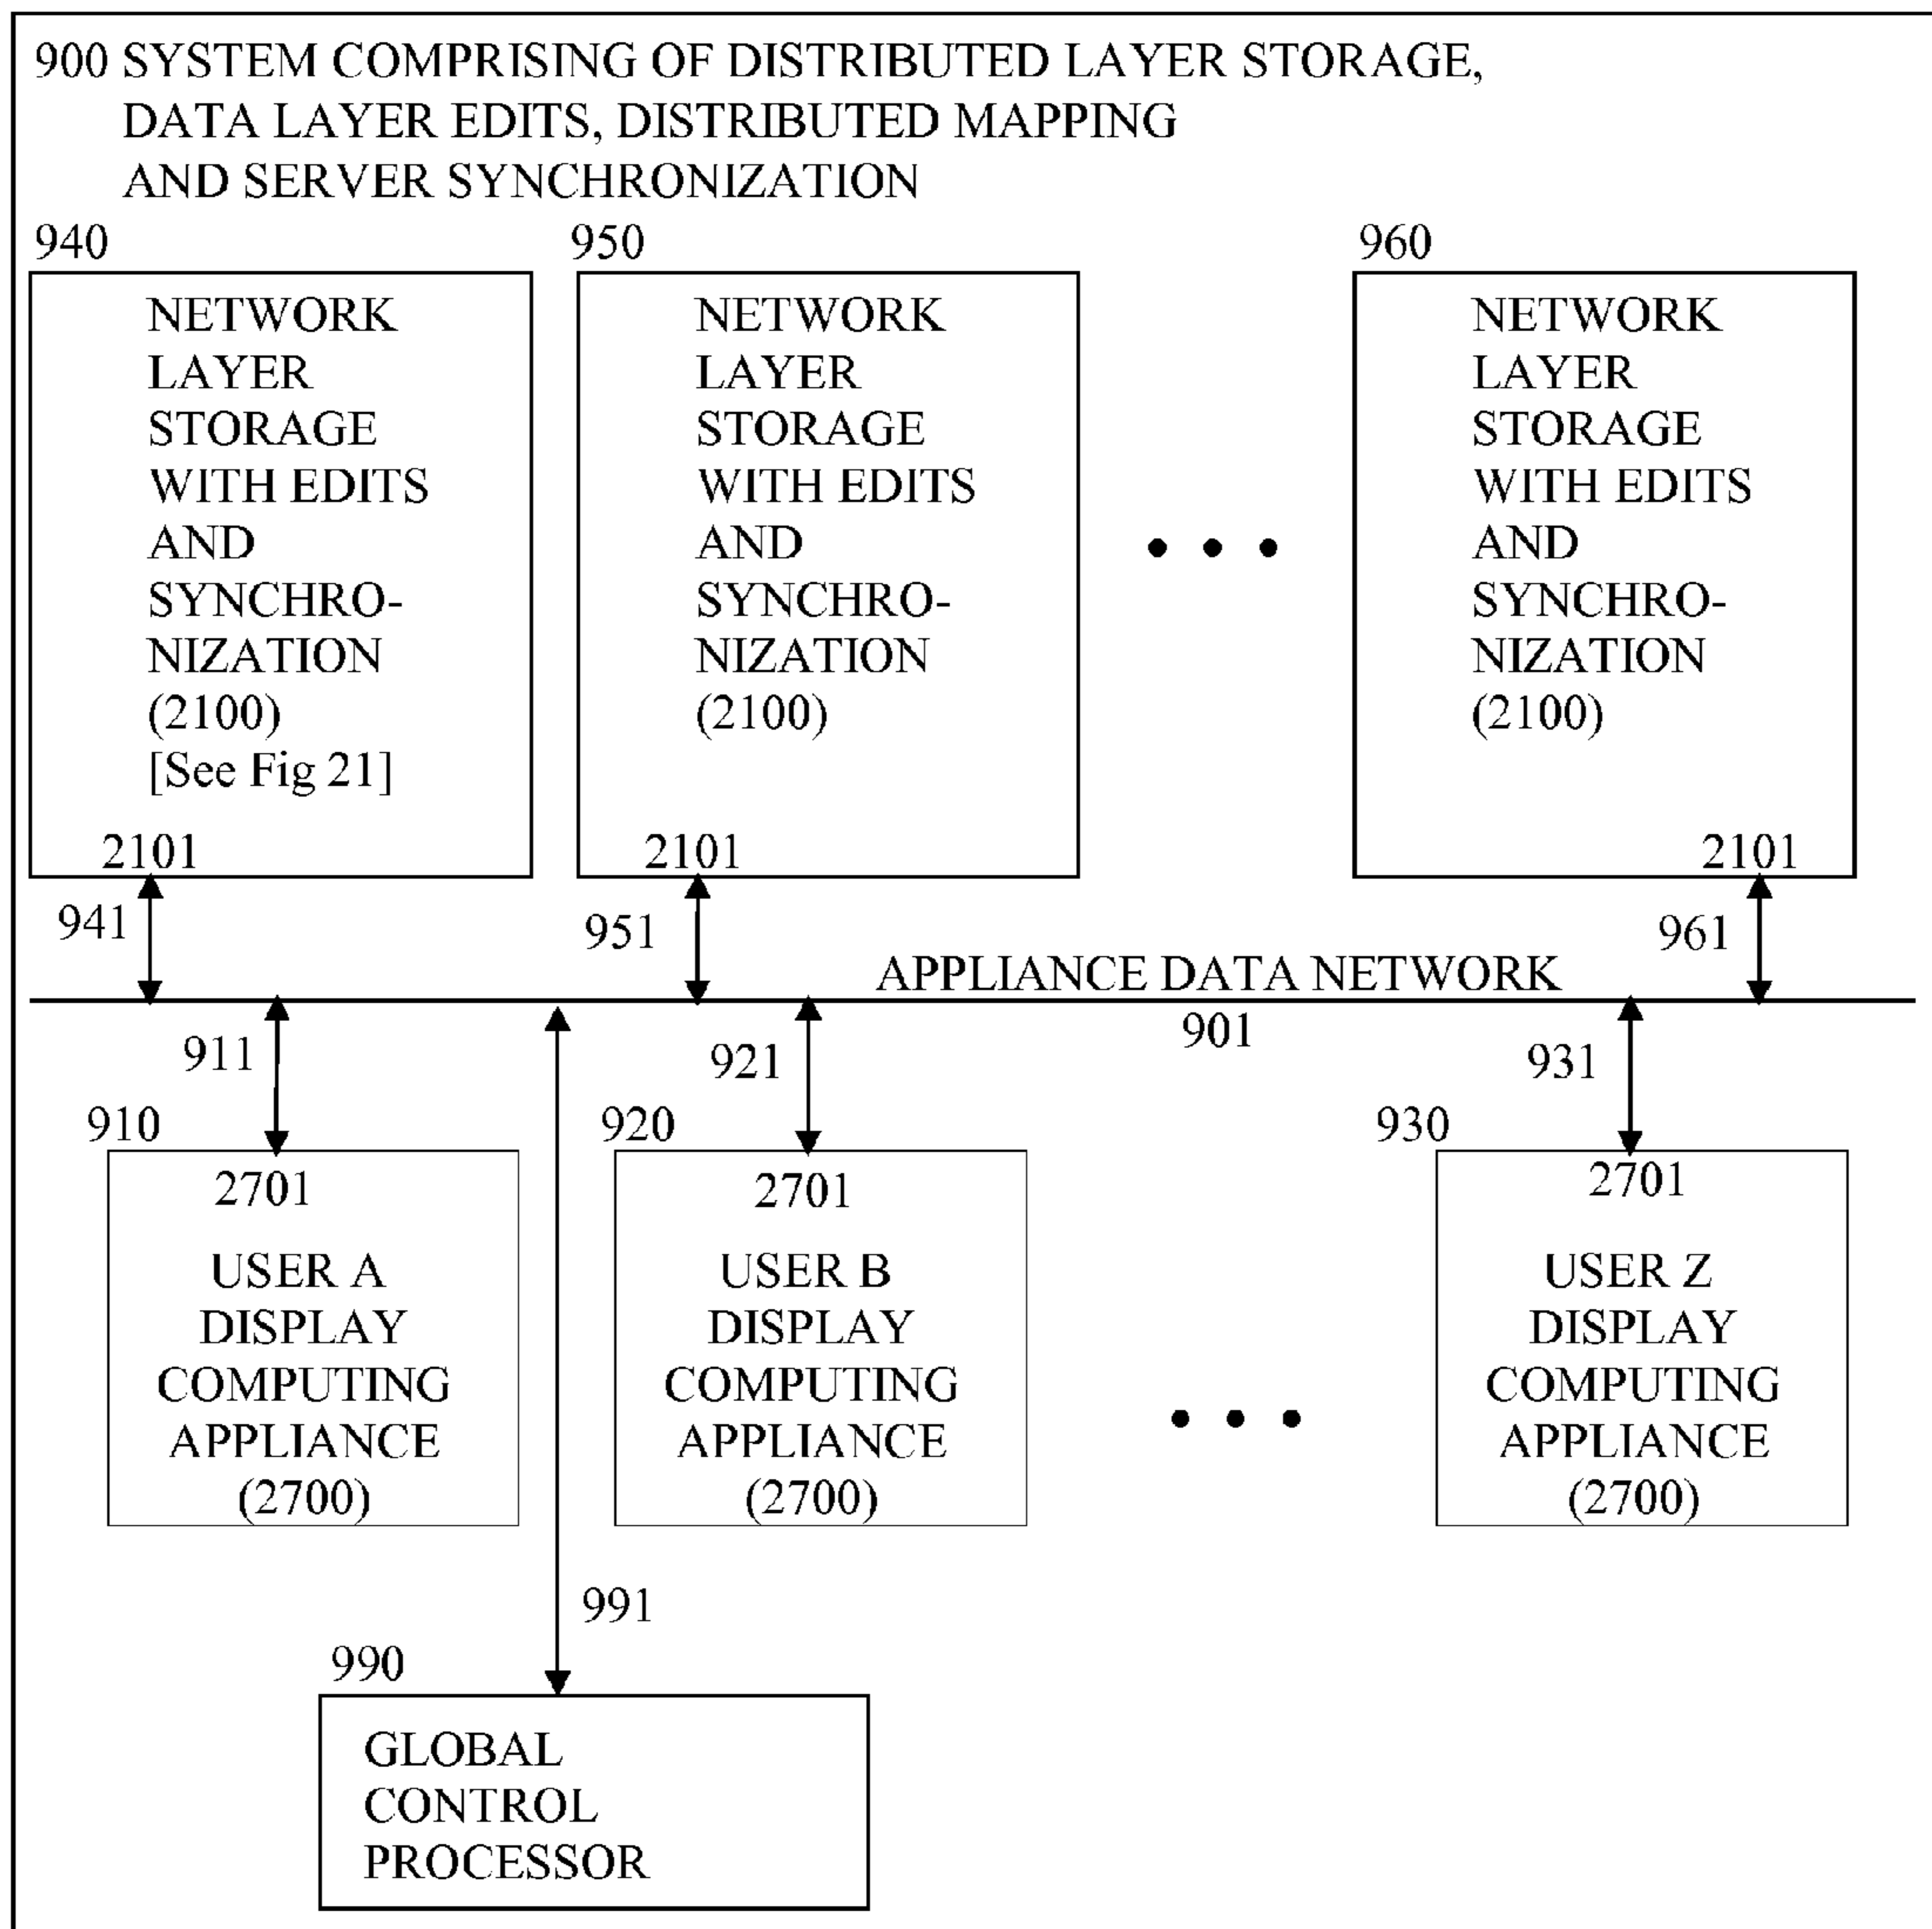 900 SYSTEM COMPRISING OF DISTRIBUTED LAYER STORAGE,
DATA LAYER EDITS, DISTRIBUTED MAPPING
AND SERVER SYNCHRONIZATION
940
NETWORK
LAYER
STORAGE
WITH EDITS
AND
SYNCHRO-
NIZATION
(2100)
[See Fig 21]
2101
950
NETWORK
LAYER
STORAGE
WITH EDITS
AND
SYNCHRO-
NIZATION
(2100)
2101
• • •
960
NETWORK
LAYER
STORAGE
WITH EDITS
AND
SYNCHRO-
NIZATION
(2100)
2101
941
951
961
APPLIANCE DATA NETWORK
901
911
921
931
910
2701
USER A
DISPLAY
COMPUTING
APPLIANCE
(2700)
920
2701
USER B
DISPLAY
COMPUTING
APPLIANCE
(2700)
• • •
930
2701
USER Z
DISPLAY
COMPUTING
APPLIANCE
(2700)
991
990
GLOBAL
CONTROL
PROCESSOR